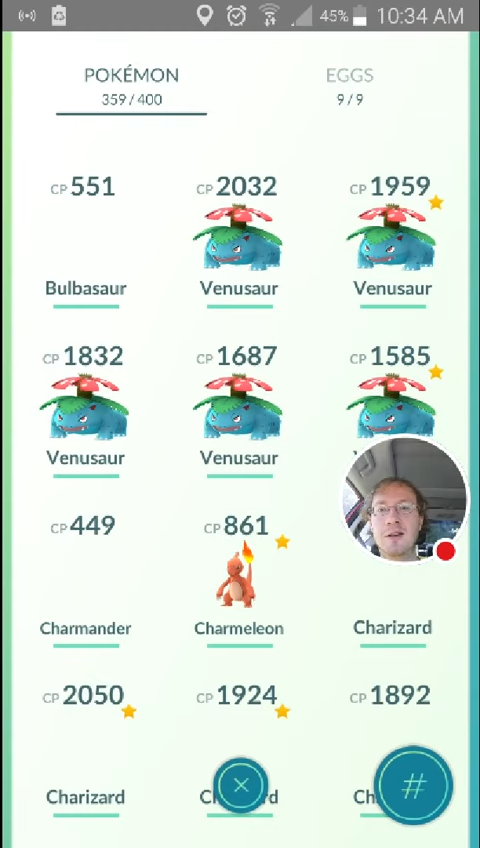 45% 10:34 AM
POKÉMON EGGS
359 / 400 9 / 9
CP 551 CP 2032 CP 1959
Bulbasaur Venusaur Venusaur
CP 1832 CP 1687 CP 1585
Venusaur Venusaur
CP 449 CP 861
Charmander Charmeleon Charizard
CP 2050 CP 1924 CP 1892
Charizard
#